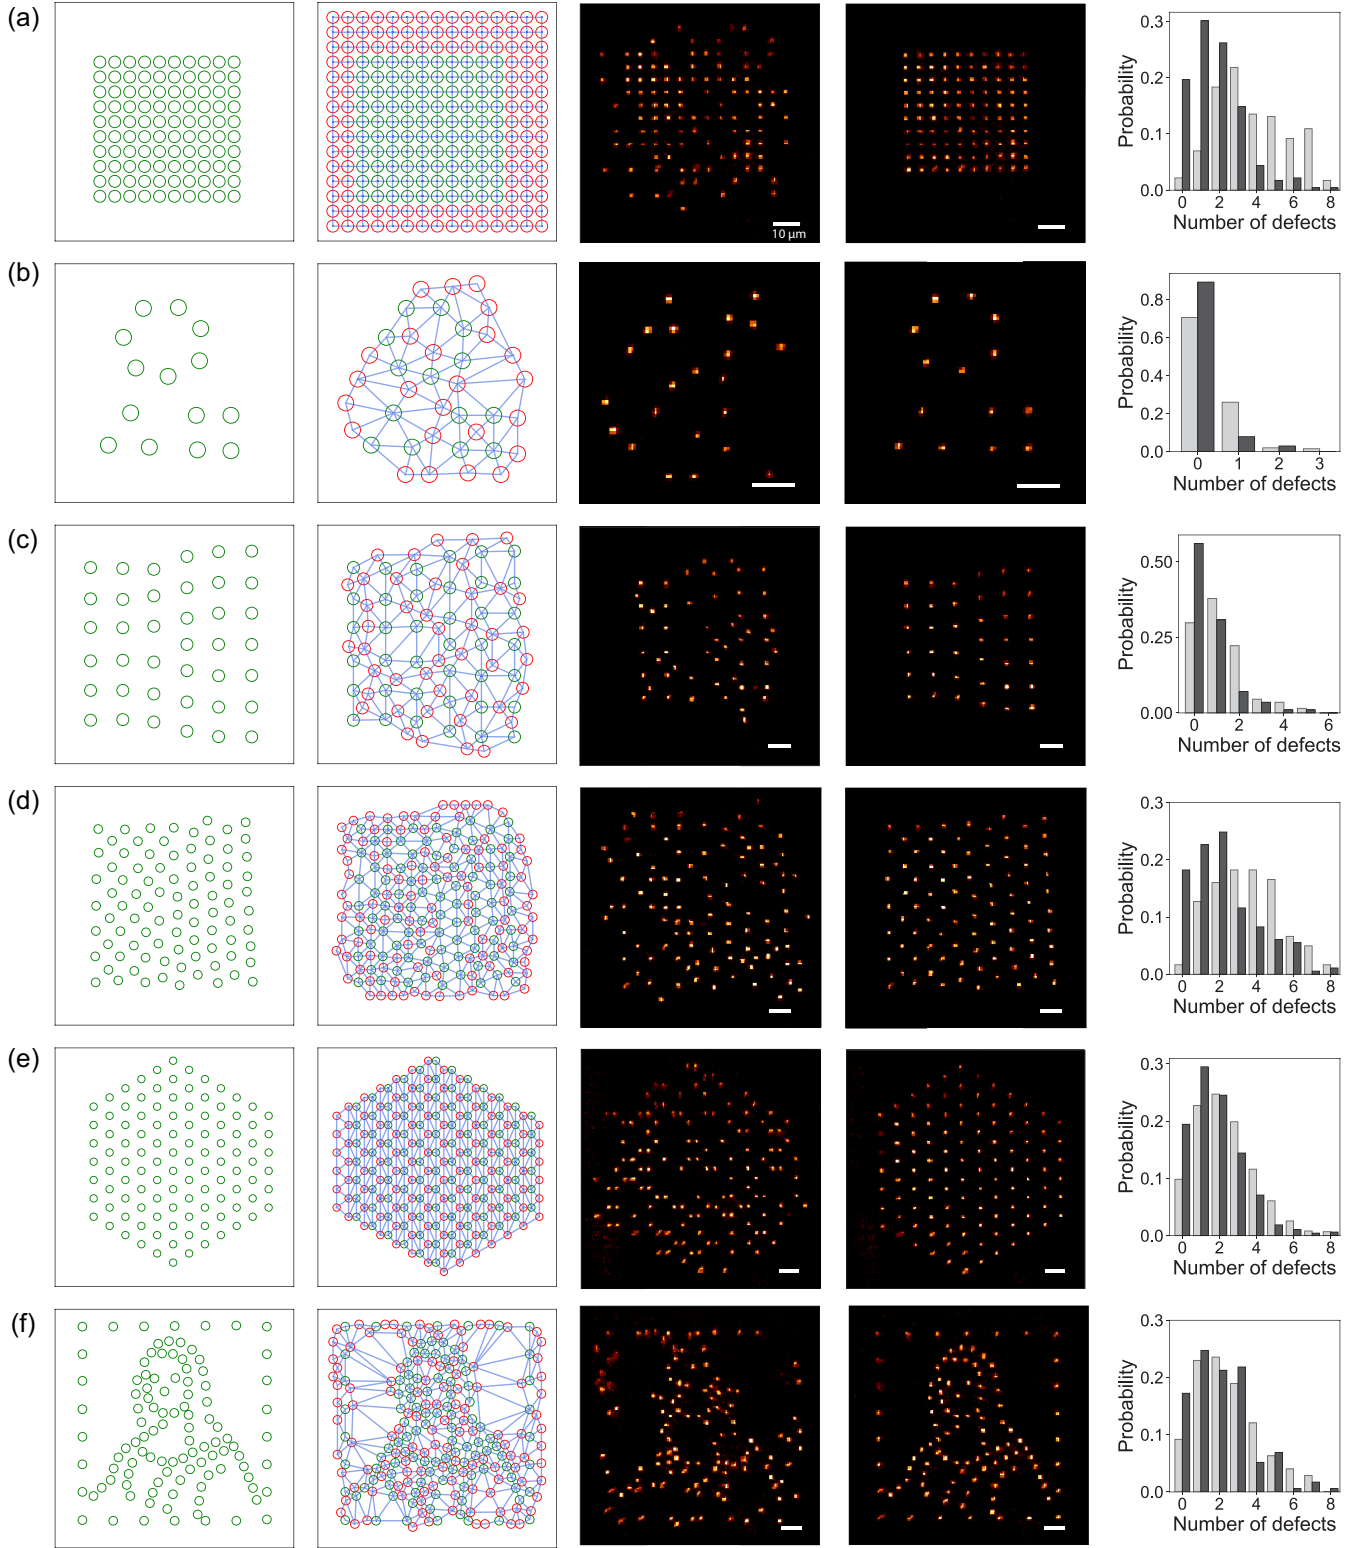 (a)
10 µm
Probability
0.3
0.2
0.1
0.0
0 2 4 6 8
Number of defects
(b)
Probability
0.8
0.6
0.4
0.2
0.0
0 1 2 3
Number of defects
(c)
Probability
0.50
0.25
0.00
0 2 4 6
Number of defects
(d)
Probability
0.3
0.2
0.1
0.0
0 2 4 6 8
Number of defects
(e)
Probability
0.3
0.2
0.1
0.0
0 2 4 6 8
Number of defects
(f)
Probability
0.3
0.2
0.1
0.0
0 2 4 6 8
Number of defects